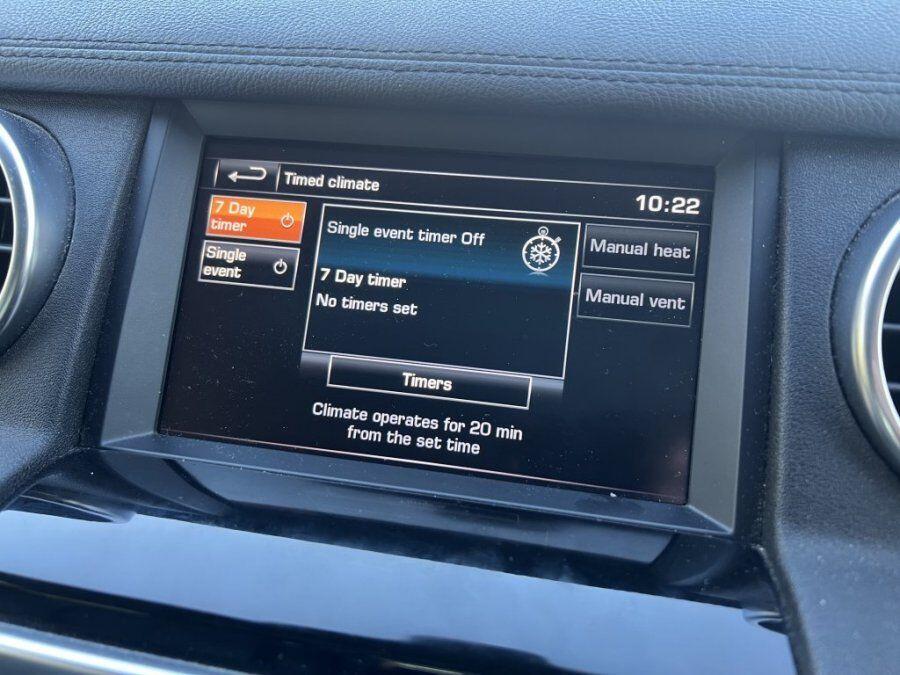 Timed climate
10:22
7 Day
timer
Single
event
Single event timer Off
7 Day timer
No timers set
Manual heat
Manual vent
Timers
Climate operates for 20 min
from the set time